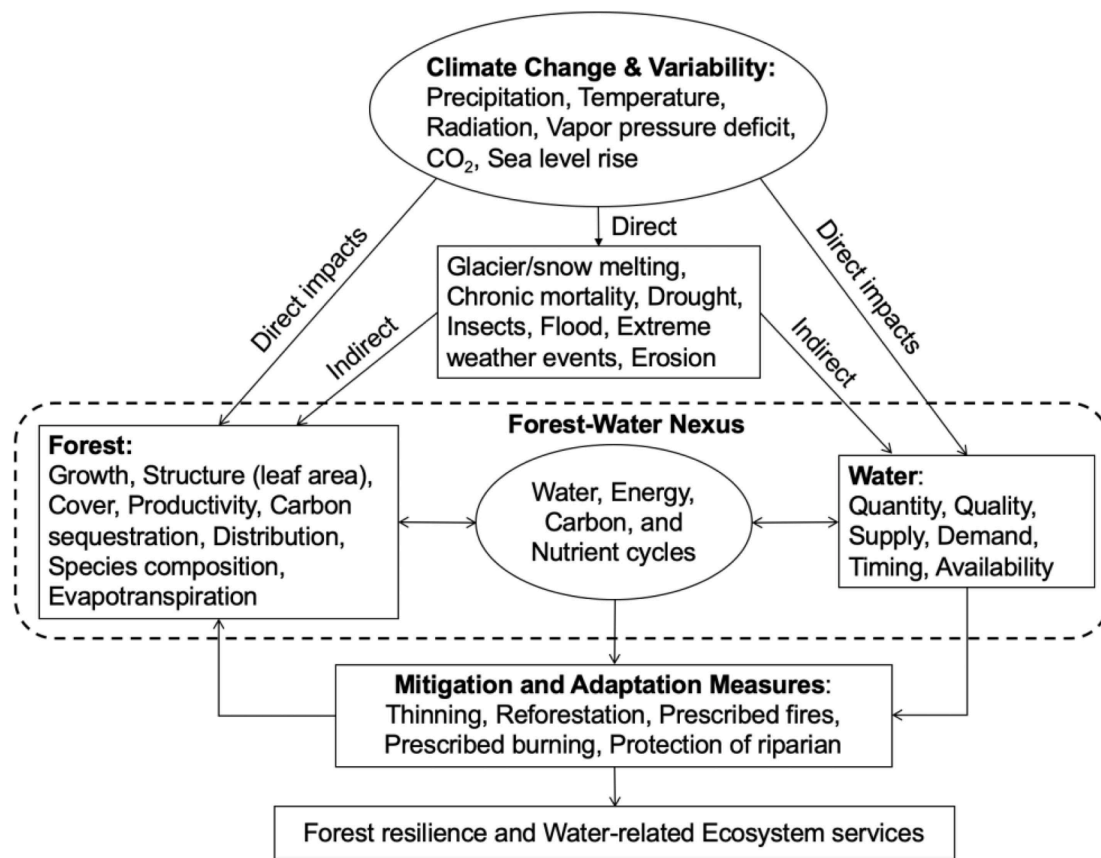 Climate Change & Variability:
Precipitation, Temperature,
Radiation, Vapor pressure deficit,
CO₂, Sea level rise
Direct impacts
Direct
Direct impacts
Glacier/snow melting,
Chronic mortality, Drought,
Insects, Flood, Extreme
weather events, Erosion
Indirect
Indirect
Forest-Water Nexus
Forest:
Growth, Structure (leaf area),
Cover, Productivity, Carbon
sequestration, Distribution,
Species composition,
Evapotranspiration
Water, Energy,
Carbon, and
Nutrient cycles
Water:
Quantity, Quality,
Supply, Demand,
Timing, Availability
Mitigation and Adaptation Measures:
Thinning, Reforestation, Prescribed fires,
Prescribed burning, Protection of riparian
Forest resilience and Water-related Ecosystem services